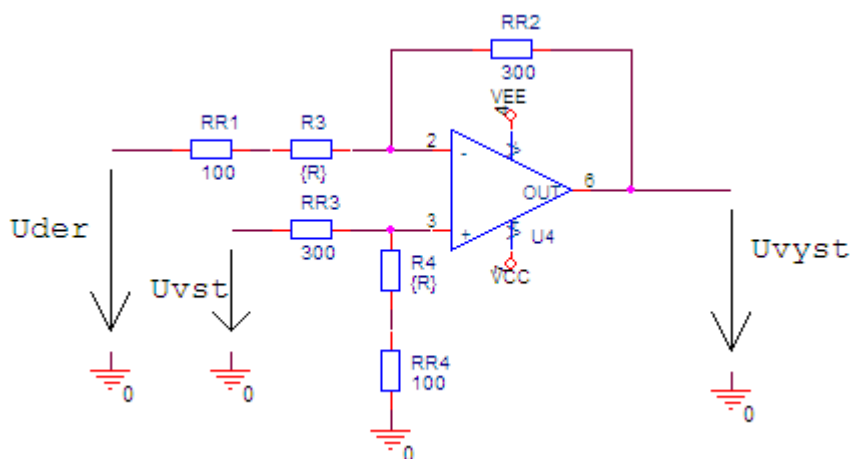 RR2
300
VEE
4
RR1
R3
2
-
100
{R}
6
OUT
Uder
RR3
3
+
U4
300
R4
{R}
VCC
Uvst
Uvyst
RR4
100
0
0
0
0